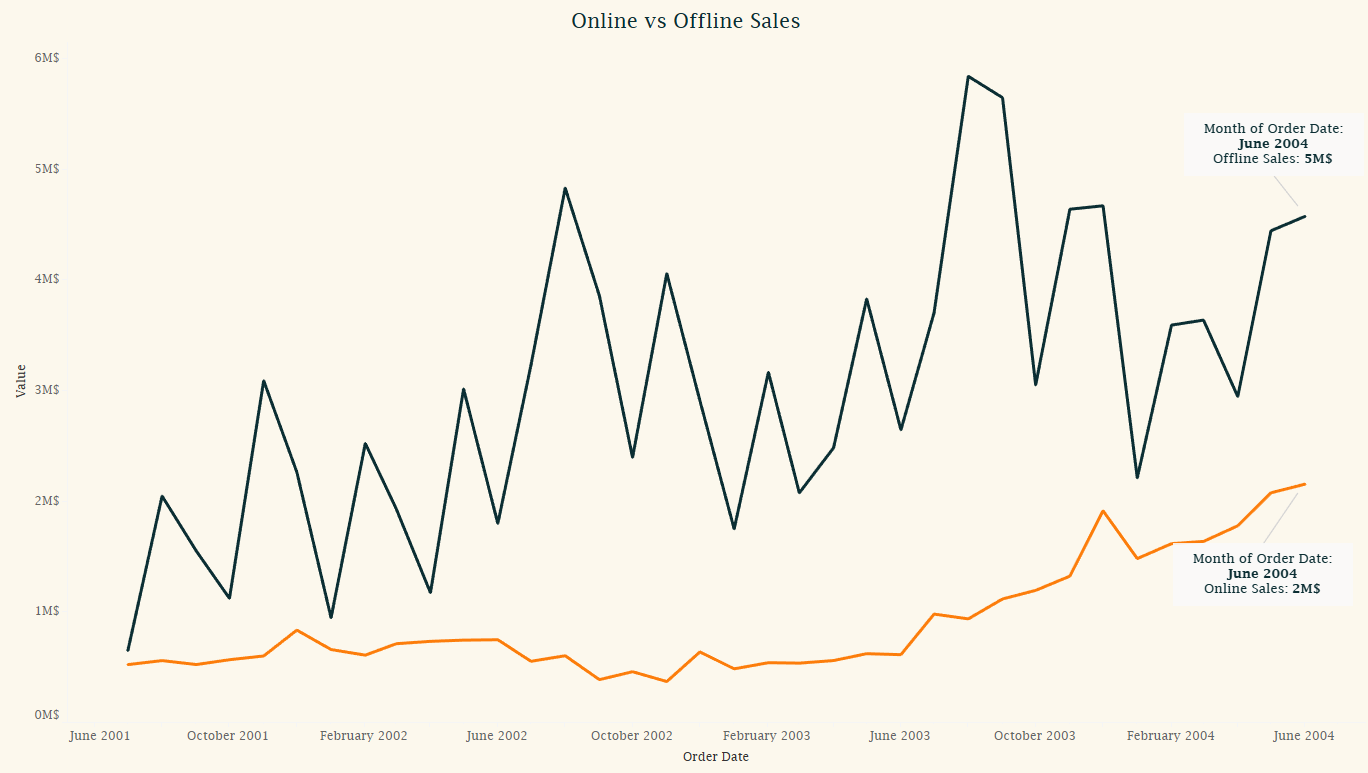 Online vs Offline Sales
6M$
5M$
4M$
3M$
2M$
1M$
0M$
Value
Month of Order Date:
June 2004
Offline Sales: 5M$
Month of Order Date:
June 2004
Online Sales: 2M$
June 2001 October 2001 February 2002 June 2002 October 2002 February 2003 June 2003 October 2003 February 2004 June 2004
Order Date